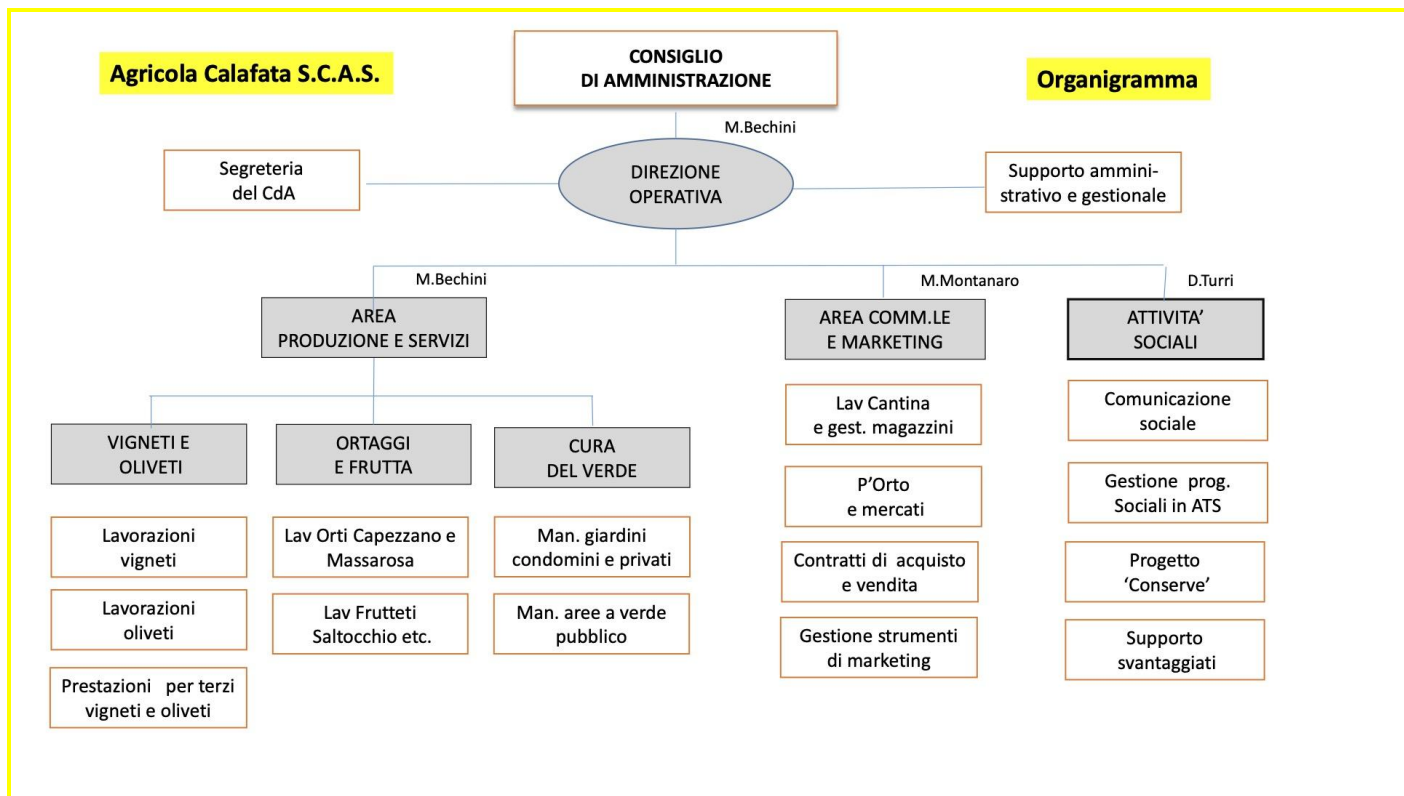 Agricola Calafata S.C.A.S.
CONSIGLIO
DI AMMINISTRAZIONE
Organigramma
M.Bechini
Segreteria
del CdA
DIREZIONE
OPERATIVA
Supporto ammini-
strativo e gestionale
M.Bechini
M.Montanaro
D.Turri
AREA
PRODUZIONE E SERVIZI
AREA COMM.LE
E MARKETING
ATTIVITA’
SOCIALI
VIGNETI E
OLIVETI
ORTAGGI
E FRUTTA
CURA
DEL VERDE
Lavorazioni
vigneti
Lavorazioni
oliveti
Prestazioni per terzi
vigneti e oliveti
Lav Orti Capezzano e
Massarosa
Lav Frutteti
Saltocchio etc.
Man. giardini
condomini e privati
Man. aree a verde
pubblico
Lav Cantina
e gest. magazzini
P’Orto
e mercati
Contratti di acquisto
e vendita
Gestione strumenti
di marketing
Comunicazione
sociale
Gestione prog.
Sociali in ATS
Progetto
‘Conserve’
Supporto
svantaggiati